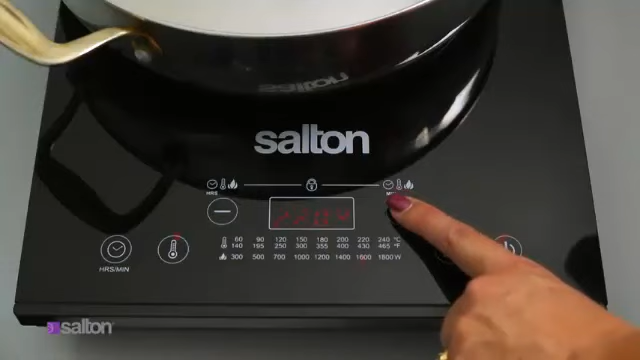 salton
HRS
HRS/MIN
60 90 120 150 180 200 220 240 °C
140 195 250 300 355 400 430 465 °F
300 500 700 1000 1200 1400 1600 1800 W
salton